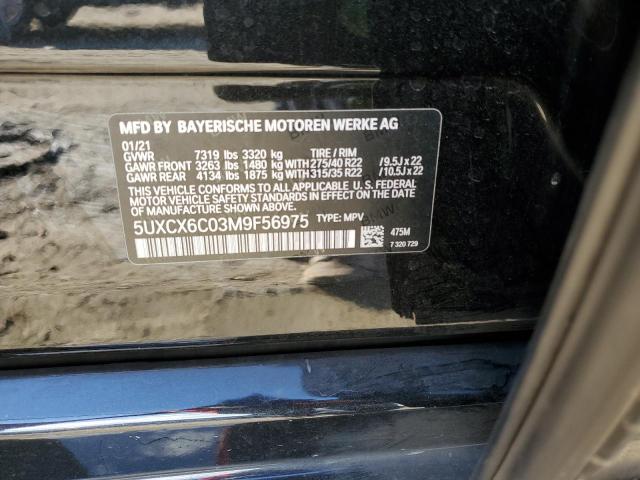 MFD BY BAYERISCHE MOTOREN WERKE AG
01/21
GVWR 7319 lbs 3320 kg TIRE / RIM
GAWR FRONT 3263 lbs 1480 kg WITH 275/40 R22 /9.5J x 22
GAWR REAR 4134 lbs 1875 kg WITH 315/35 R22 /10.5J x 22
THIS VEHICLE CONFORMS TO ALL APPLICABLE U. S. FEDERAL
MOTOR VEHICLE SAFETY STANDARDS IN EFFECT ON THE
DATE OF MANUFACTURE SHOWN ABOVE.
5UXCX6C03M9F56975 TYPE: MPV
475M
7 320 729